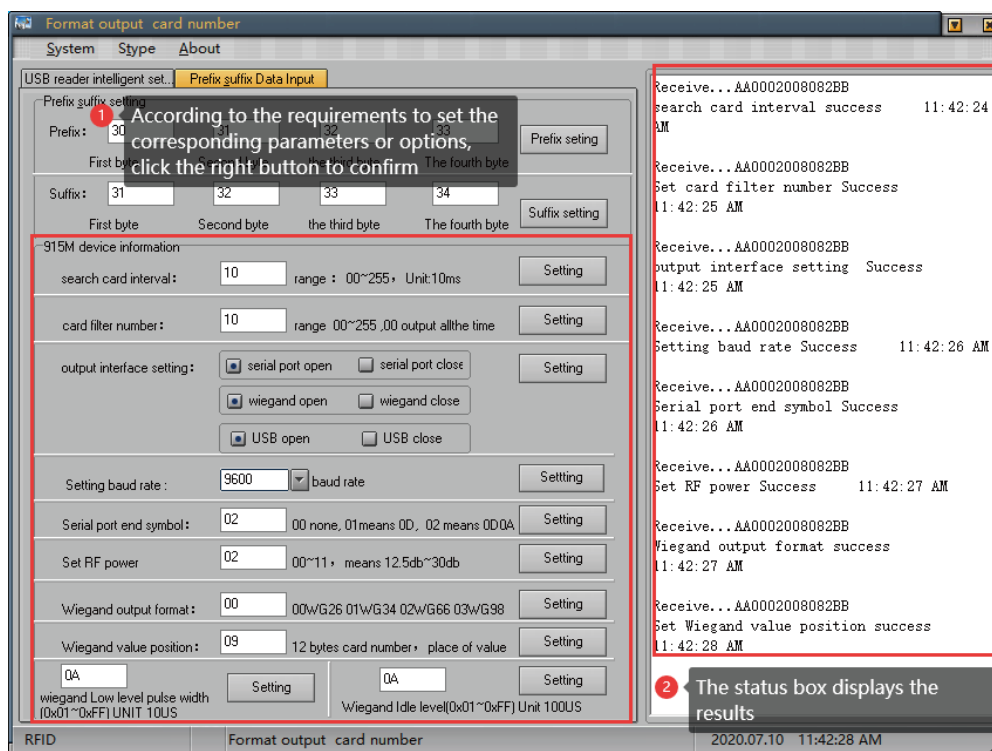 Format output card number
System Stype About
USB reader intelligent set... Prefix suffix Data Input
Prefix suffix setting
1 According to the requirements to set the
corresponding parameters or options,
click the right button to confirm
Prefix: 30 31 32 33 Prefix seting
First byte Second byte the third byte The fourth byte
Suffix: 31 32 33 34 Suffix setting
First byte Second byte the third byte The fourth byte
915M device information
search card interval: 10 range : 00~255, Unit:10ms Setting
card filter number: 10 range 00~255 ,00 output allthe time Setting
output interface setting: serial port open serial port close Setting
wiegand open wiegand close
USB open USB close
Setting baud rate : 9600 baud rate Settting
Serial port end symbol: 02 00 none, 01means 0D, 02 means 0D0A Setting
Set RF power 02 00~11, means 12.5db~30db Setting
Wiegand output format: 00 00WG26 01WG34 02WG66 03WG98 Setting
Wiegand value position: 09 12 bytes card number, place of value Setting
0A Setting 0A Setting
wiegand Low level pulse width
(0x01~0xFF) UNIT 10US
Wiegand Idle level(0x01~0xFF) Unit 100US
Receive...AA0002008082BB
search card interval success 11:42:24
AM
Receive...AA0002008082BB
Set card filter number Success
11:42:25 AM
Receive...AA0002008082BB
output interface setting Success
11:42:25 AM
Receive...AA0002008082BB
Setting baud rate Success 11:42:26 AM
Receive...AA0002008082BB
Serial port end symbol Success
11:42:26 AM
Receive...AA0002008082BB
Set RF power Success 11:42:27 AM
Receive...AA0002008082BB
Wiegand output format success
11:42:27 AM
Receive...AA0002008082BB
Set Wiegand value position success
11:42:28 AM
2 The status box displays the
results
RFID Format output card number 2020.07.10 11:42:28 AM